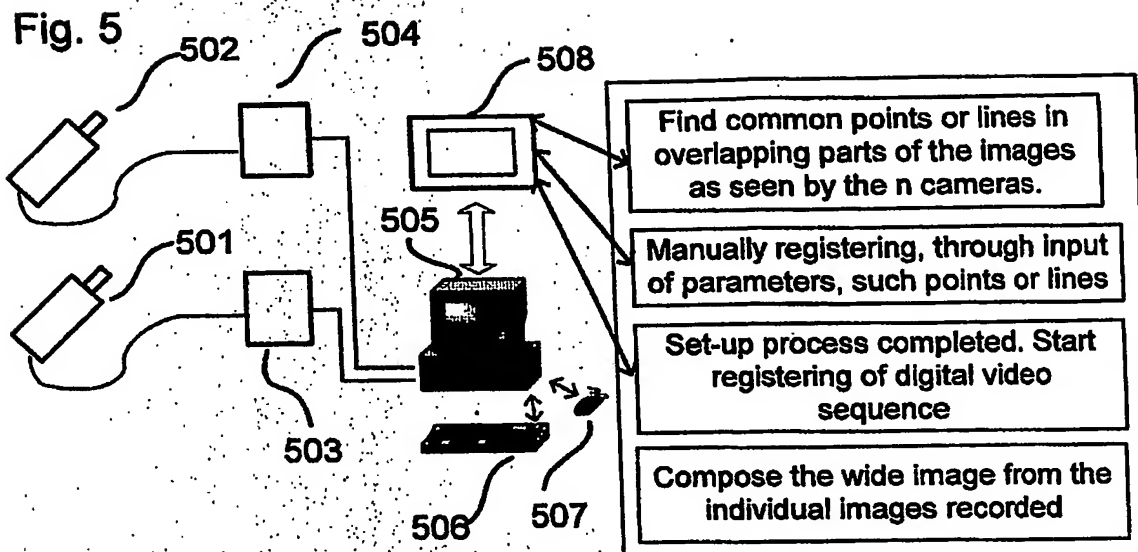 Fig. 5
502
504
508
501
505
503
506
507
Find common points or lines in
overlapping parts of the images
as seen by the n cameras.
Manually registering, through input
of parameters, such points or lines
Set-up process completed. Start
registering of digital video
sequence
Compose the wide image from the
individual images recorded